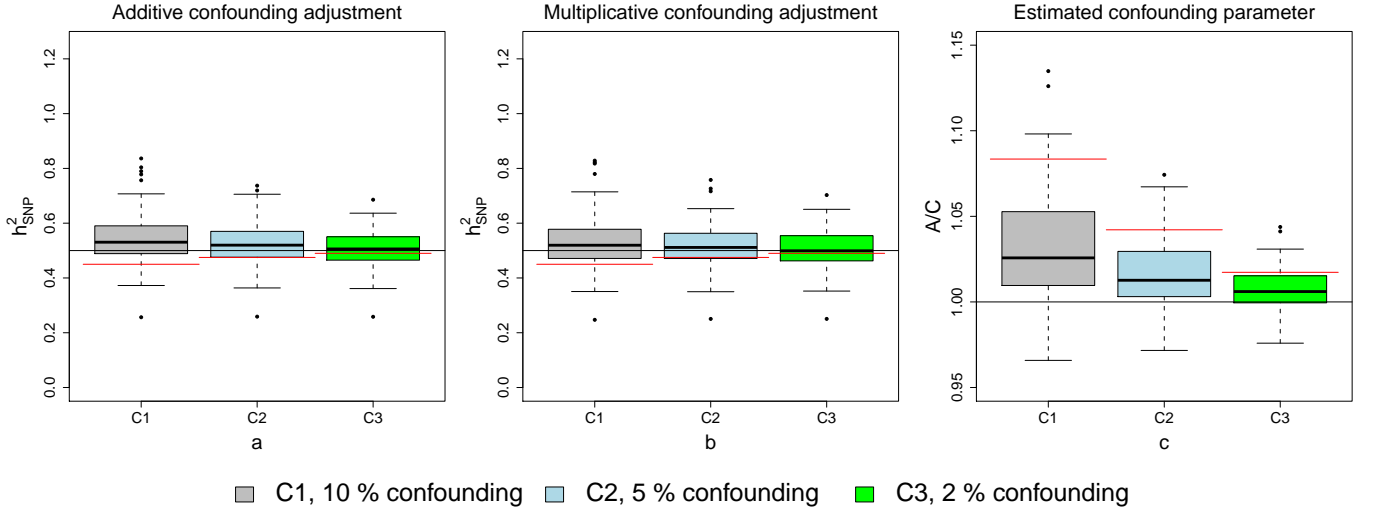 Additive confounding adjustment
Multiplicative confounding adjustment
Estimated confounding parameter
h²SNP
0.0
0.2
0.4
0.6
0.8
1.0
1.2
C1
C2
C3
a
h²SNP
0.0
0.2
0.4
0.6
0.8
1.0
1.2
C1
C2
C3
b
A/C
0.95
1.00
1.05
1.10
1.15
C1
C2
C3
c
C1, 10 % confounding
C2, 5 % confounding
C3, 2 % confounding